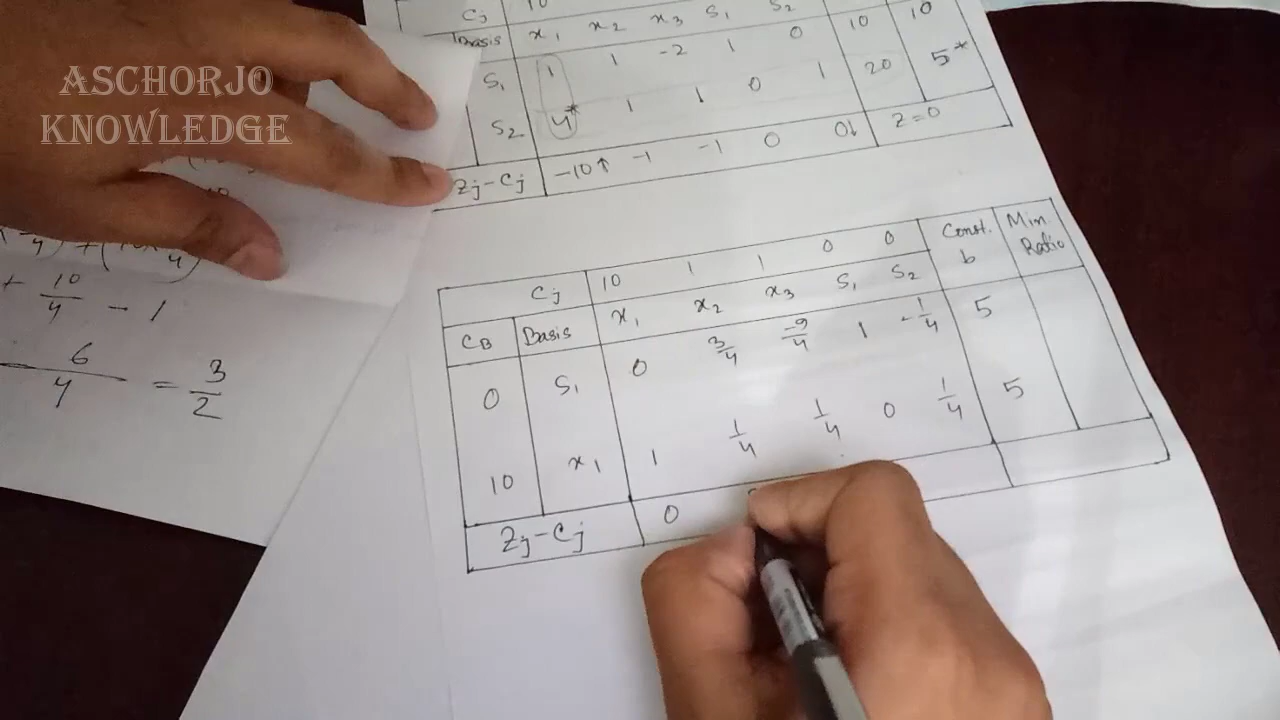 ASCHORJO
KNOWLEDGE
Cj 10
Basis x1 x2 x3 S1 S2
S1 1 1 -2 1 0 10 10
S2 4* 1 1 0 1 20 5*
Zj-Cj -10↑ -1 -1 0 0↓ Z=0
+ 10/4 - 1
6/4 = 3/2
Cj 10 1 1 0 0 Const. b Min Ratio
CB Basis x1 x2 x3 S1 S2
0 S1 0 3/4 -9/4 1 -1/4 5
10 x1 1 1/4 1/4 0 1/4 5
Zj-Cj 0